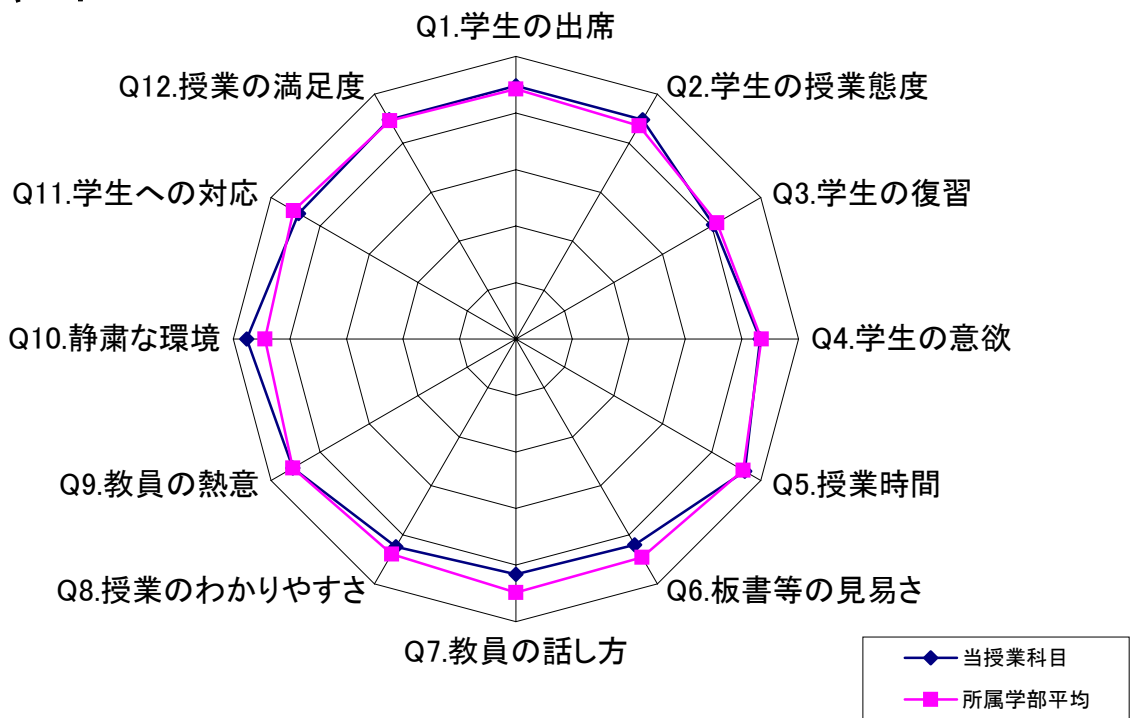 Q1.学生の出席
Q2.学生の授業態度
Q3.学生の復習
Q4.学生の意欲
Q5.授業時間
Q6.板書等の見易さ
Q7.教員の話し方
Q8.授業のわかりやすさ
Q9.教員の熱意
Q10.静粛な環境
Q11.学生への対応
Q12.授業の満足度
当授業科目
所属学部平均